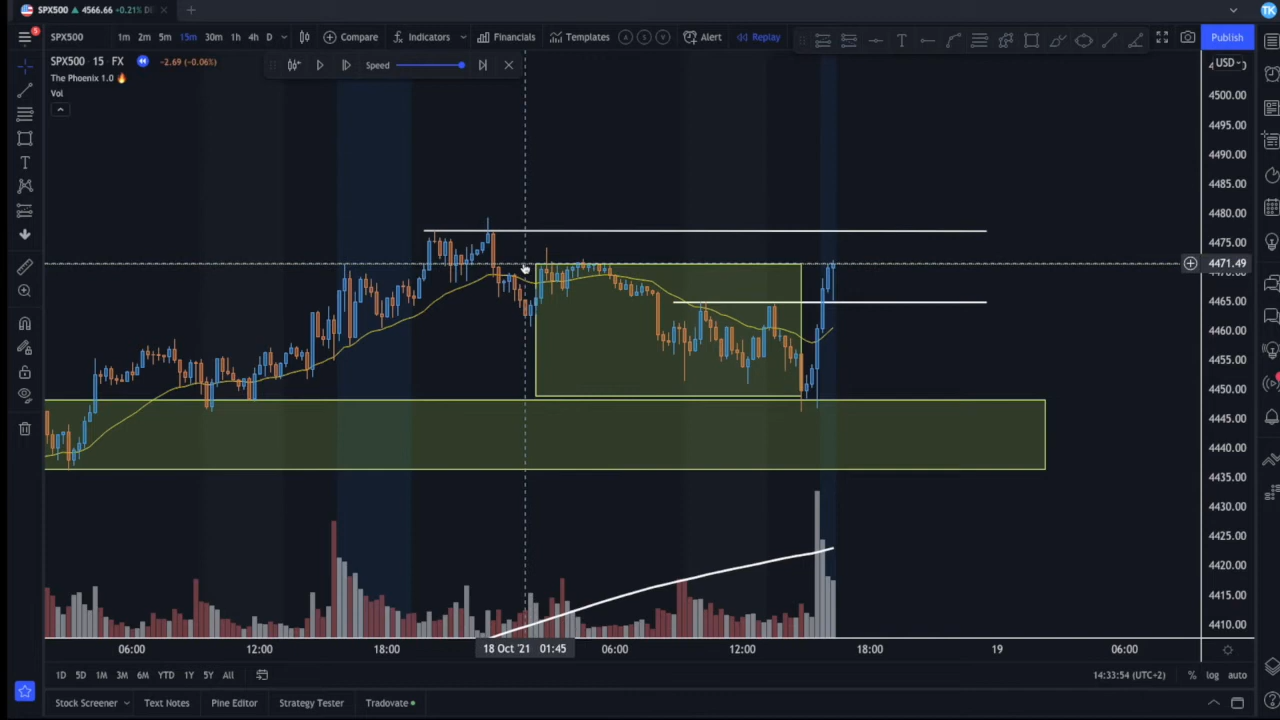 SPX500 ▲ 4566.66 +0.21%
TK
SPX500 1m 2m 5m 15m 30m 1h 4h D Compare Indicators Financials Templates Alert Replay Publish
SPX500 · 15 · FX -2.69 (-0.06%)
Speed
USD
The Phoenix 1.0 🔥
Vol
4500.00
4495.00
4490.00
4485.00
4480.00
4475.00
4471.49
4465.00
4460.00
4455.00
4450.00
4445.00
4440.00
4435.00
4430.00
4425.00
4420.00
4415.00
4410.00
06:00 12:00 18:00 18 Oct '21 01:45 06:00 12:00 18:00 19 06:00
1D 5D 1M 3M 6M YTD 1Y 5Y All 14:33:54 (UTC-2) % log auto
Stock Screener Text Notes Pine Editor Strategy Tester Tradovate